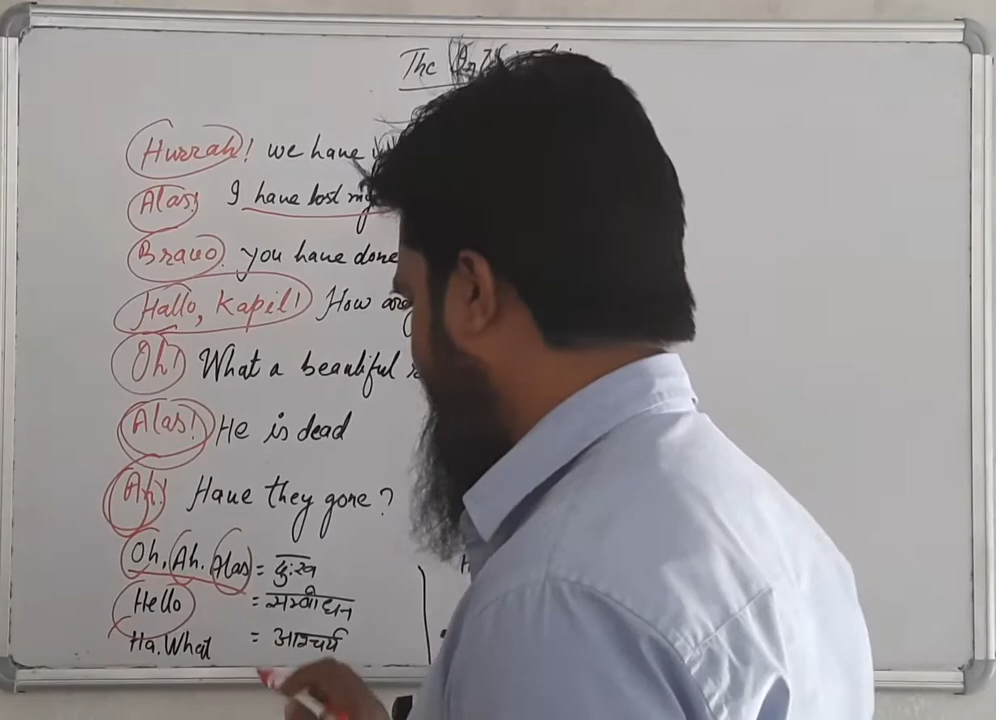 The
Hurrah! we have
Alas! I have lost my
Bravo. you have done
Hallo, Kapil! How are
Oh! What a beautiful
Alas! He is dead
Ah! Have they gone?
Oh, Ah. Alas = दुःख
Hello = सम्बोधन
Ha. What = आश्चर्य